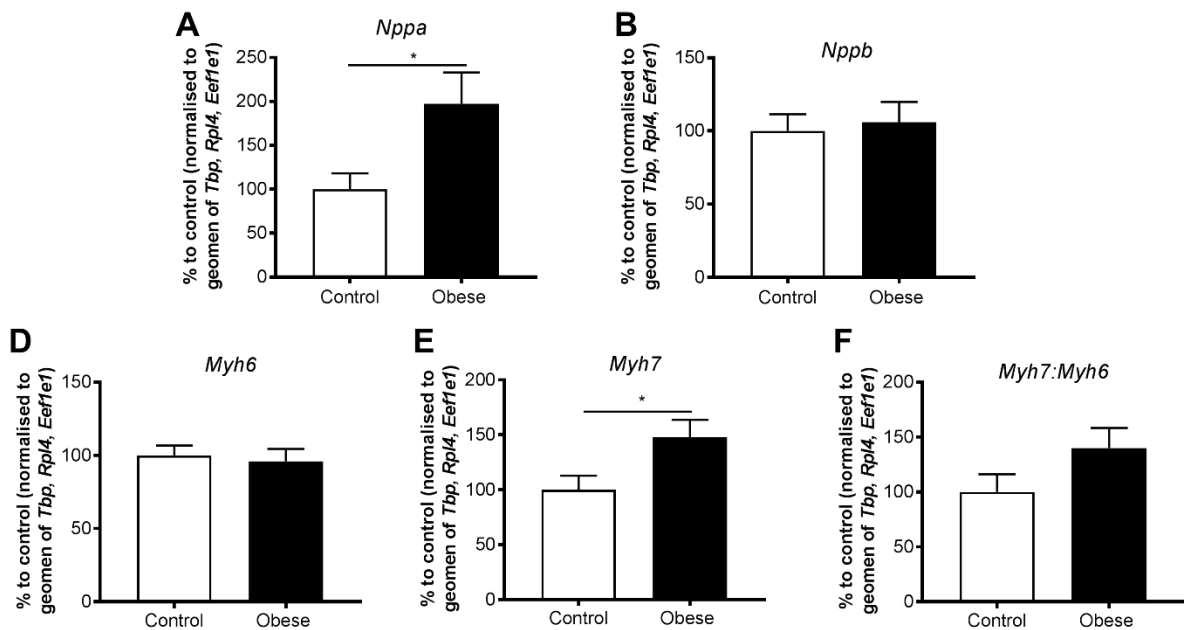 A
Nppa
% to control (normalised to
geomen of Tbp, Rpl4, Eef1e1)
250
200
150
100
50
0
*
Control
Obese
B
Nppb
% to control (normalised to
geomen of Tbp, Rpl4, Eef1e1)
150
100
50
0
Control
Obese
D
Myh6
% to control (normalised to
geomen of Tbp, Rpl4, Eef1e1)
150
100
50
0
Control
Obese
E
Myh7
% to control (normalised to
geomen of Tbp, Rpl4, Eef1e1)
200
150
100
50
0
*
Control
Obese
F
Myh7:Myh6
% to control (normalised to
geomen of Tbp, Rpl4, Eef1e1)
200
150
100
50
0
Control
Obese